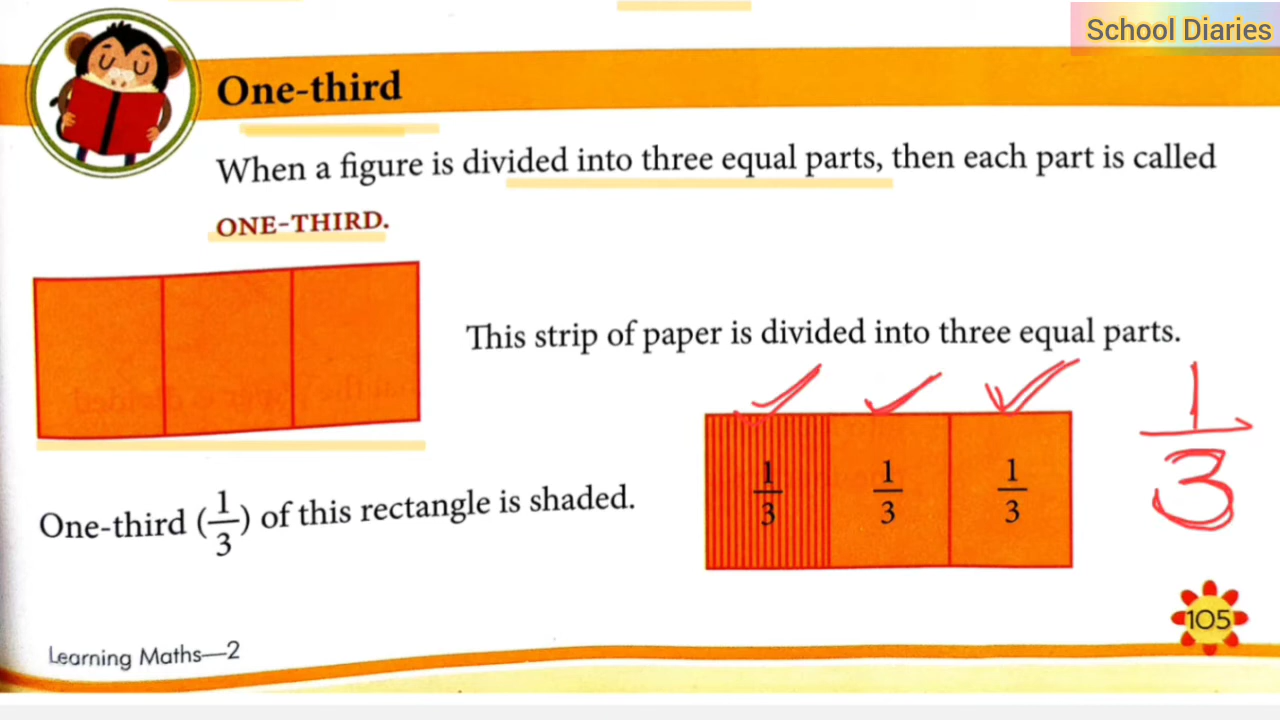 School Diaries
One-third
When a figure is divided into three equal parts, then each part is called
ONE-THIRD.
This strip of paper is divided into three equal parts.
1/3 1/3 1/3
1/3
One-third (1/3) of this rectangle is shaded.
105
Learning Maths—2